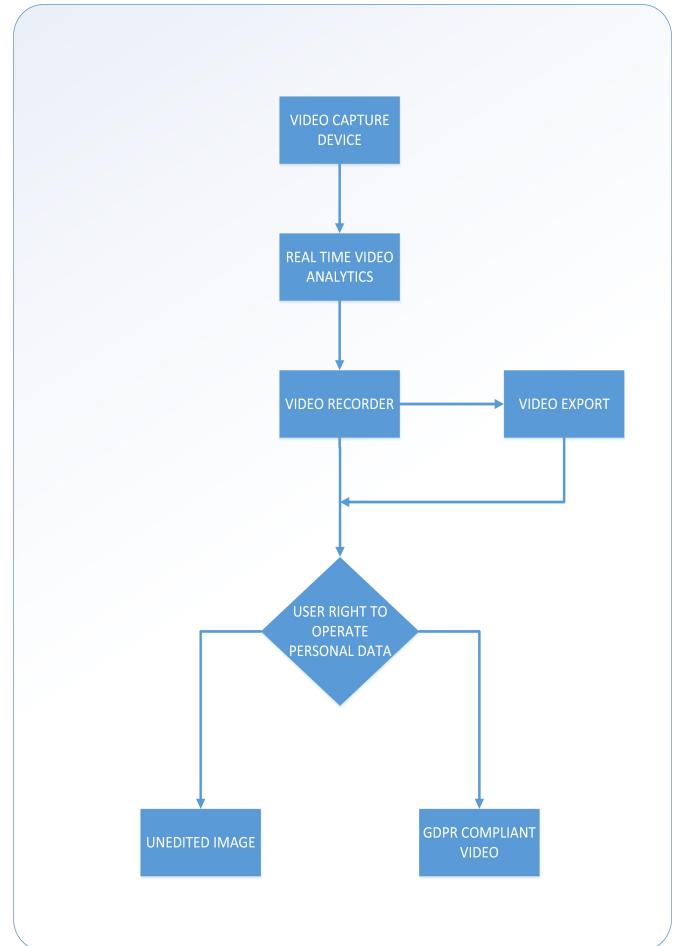 VIDEO CAPTURE
DEVICE
REAL TIME VIDEO
ANALYTICS
VIDEO RECORDER
VIDEO EXPORT
USER RIGHT TO
OPERATE
PERSONAL DATA
UNEDITED IMAGE
GDPR COMPLIANT
VIDEO